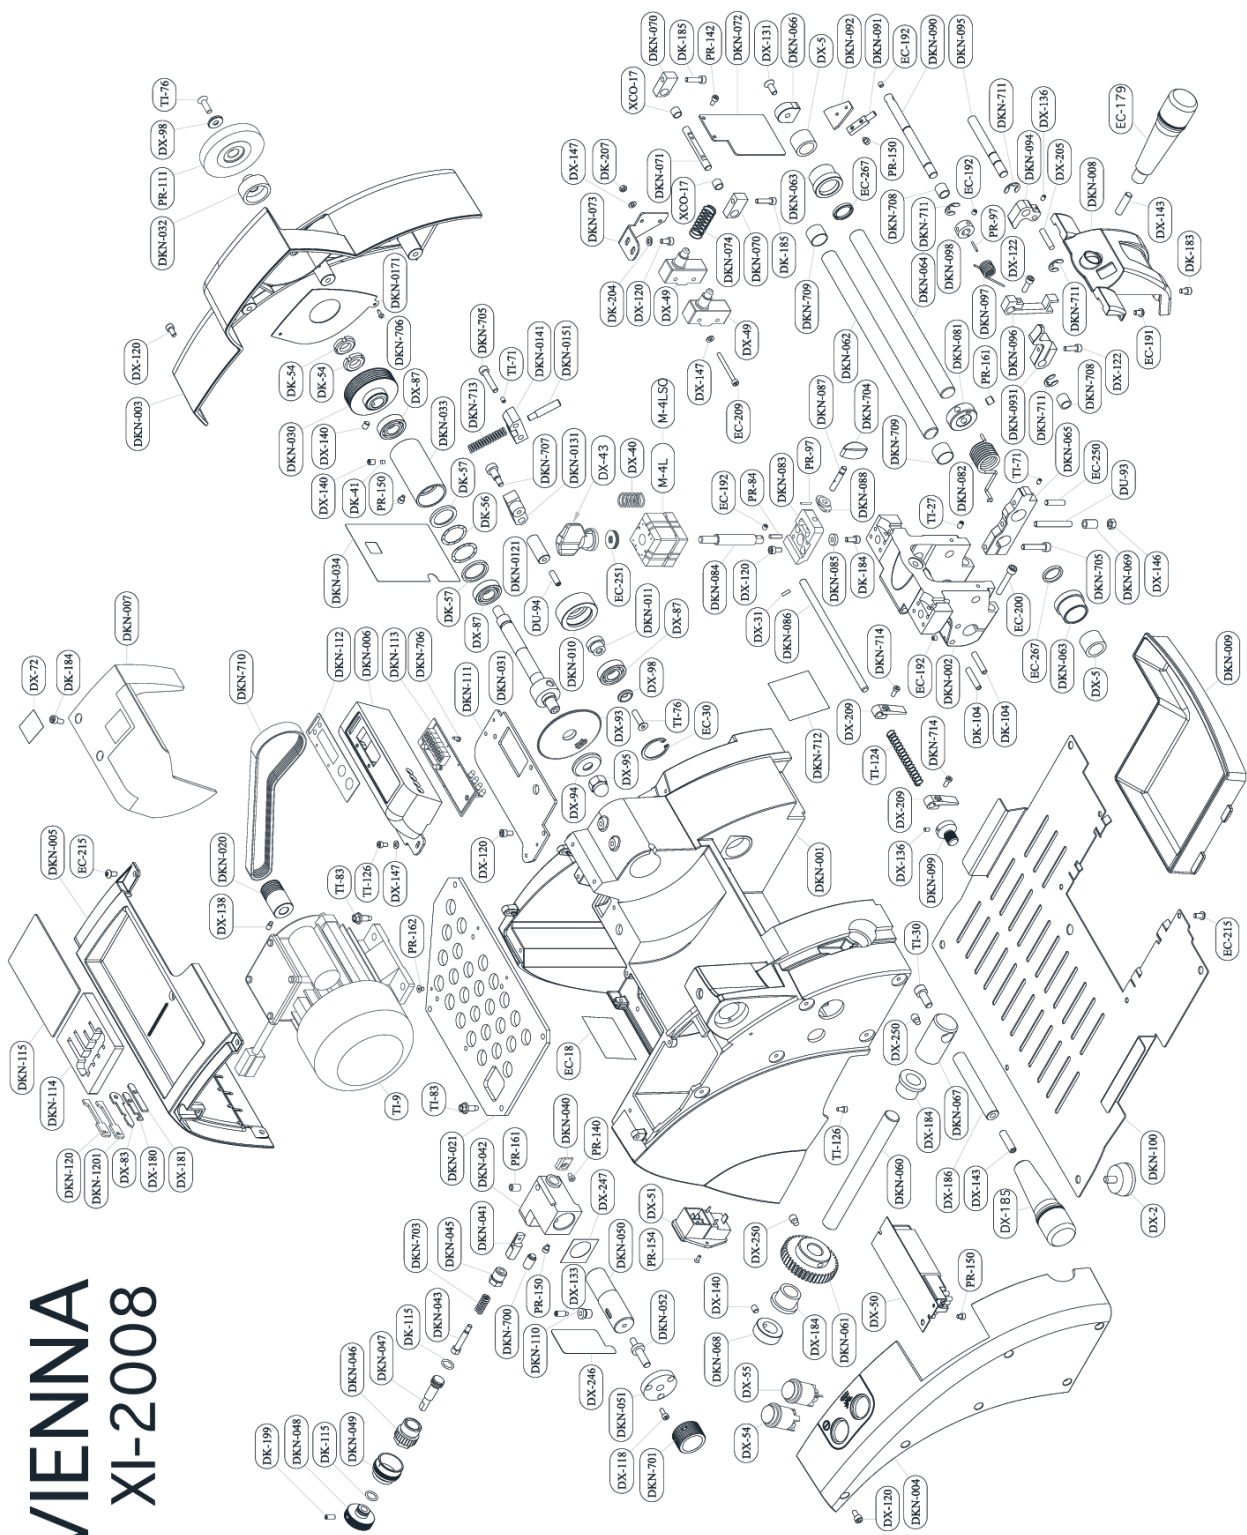 VIENNA
XI-2008
TI-76
DX-98
PR-111
DKN-032
DX-120
DKN-003
DKN-0171
DKN-706
DK-54
DK-54
DX-87
DKN-030
DX-140
DKN-033
DX-140
DK-41
PR-150
DKN-034
DKN-705
TI-71
DKN-0141
DKN-0151
DKN-713
DKN-707
DKN-0131
DK-57
DK-56
DKN-0121
DK-57
DX-87
DU-94
DX-43
DX-40
M-4L
M-4LSO
EC-251
DKN-010
DKN-011
DX-87
DKN-031
DX-98
DX-93
TI-76
EC-30
DX-95
DX-94
DKN-070
DK-185
PR-142
DKN-072
DX-131
DKN-066
DX-5
DKN-092
DKN-091
EC-192
DKN-090
DKN-095
XCO-17
DX-147
DK-207
DKN-071
DKN-073
XCO-17
DKN-063
EC-267
PR-150
DKN-711
DX-136
DKN-094
DX-205
EC-179
DKN-008
DK-204
DX-120
DX-49
DKN-074
DKN-070
DK-185
DKN-709
DKN-708
DKN-711
EC-192
PR-97
DX-122
DX-143
DK-183
DX-49
DX-147
EC-209
DKN-064
DKN-098
DKN-097
DKN-711
DKN-096
EC-191
DKN-062
DKN-081
PR-161
DKN-0931
DKN-711
DX-122
DKN-708
DKN-087
DKN-704
DKN-709
DKN-065
EC-250
DU-93
EC-192
PR-84
DKN-083
PR-97
DKN-088
DKN-082
TI-71
TI-27
DKN-084
DX-120
DKN-085
DK-184
DKN-705
DKN-069
DX-146
DX-31
DKN-086
EC-200
EC-267
DKN-063
DX-5
DKN-009
DKN-714
EC-192
DKN-002
DK-104
DK-104
DKN-712
DX-209
TI-124
DKN-714
DX-209
DX-136
DKN-099
DKN-001
TI-30
EC-215
DKN-007
DX-72
DK-184
DKN-710
DKN-112
DKN-006
DKN-113
DKN-706
DKN-111
DX-120
DKN-005
EC-215
DKN-020
DX-138
TI-83
TI-126
DX-147
PR-162
DKN-115
DKN-114
DKN-120
DKN-1201
DX-83
DX-180
DX-181
TI-9
TI-83
EC-18
DKN-021
DKN-042
PR-161
DKN-040
PR-140
DX-247
DKN-050
DX-51
PR-154
DKN-041
DKN-045
DKN-703
DKN-043
DK-115
DKN-047
DKN-046
DK-199
DKN-048
DK-115
DKN-049
DKN-700
PR-150
DX-133
DKN-110
DX-246
DKN-052
DKN-051
DX-118
DKN-701
DX-250
DX-140
DKN-068
DX-184
DKN-061
DX-55
DX-54
DX-50
PR-150
DX-120
DKN-004
TI-126
DKN-060
DX-250
DX-184
DKN-067
DX-186
DX-143
DX-185
DKN-100
DX-2